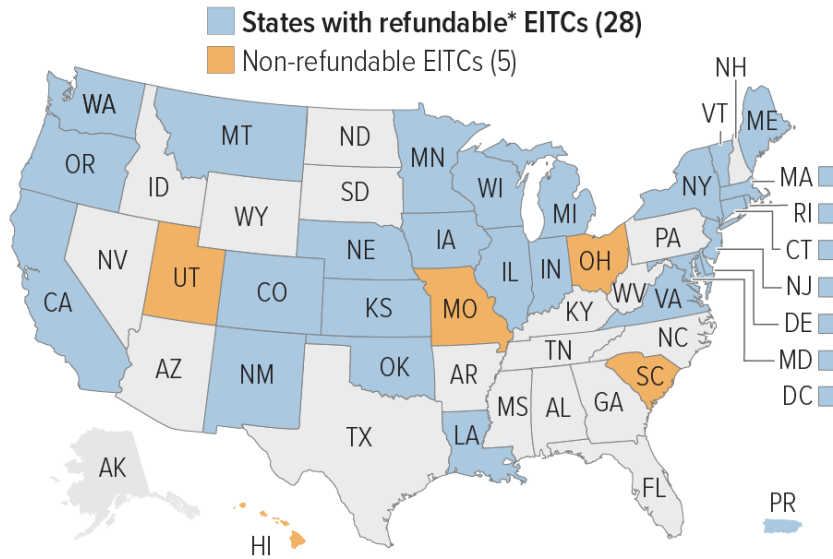 States with refundable* EITCs (28)
Non-refundable EITCs (5)
NH
WA
VT
ME
MT
ND
MN
OR
ID
SD
WI
NY
MA
MI
RI
WY
IA
PA
CT
NE
NV
UT
CO
IL
IN
OH
NJ
CA
KS
MO
WV
VA
KY
DE
NC
MD
AZ
NM
OK
AR
TN
SC
DC
MS
AL
GA
TX
LA
AK
FL
PR
HI